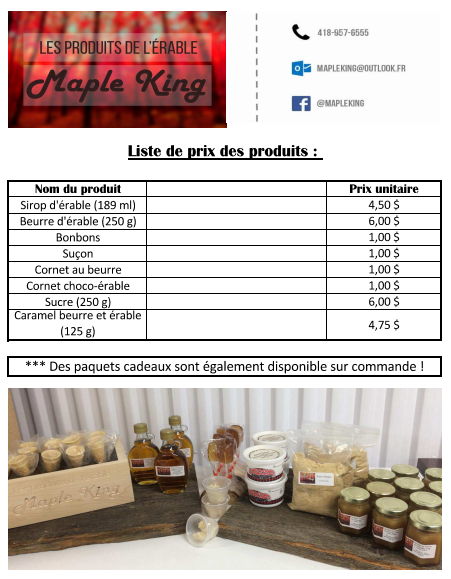 LES PRODUITS DE L'ÉRABLE
Maple King
418-957-6555
MAPLEKING@OUTLOOK.FR
@MAPLEKING
Liste de prix des produits :
Nom du produit Prix unitaire
Sirop d'érable (189 ml) 4,50 $
Beurre d'érable (250 g) 6,00 $
Bonbons 1,00 $
Suçon 1,00 $
Cornet au beurre 1,00 $
Cornet choco-érable 1,00 $
Sucre (250 g) 6,00 $
Caramel beurre et érable
(125 g) 4,75 $
*** Des paquets cadeaux sont également disponible sur commande !
Maple King